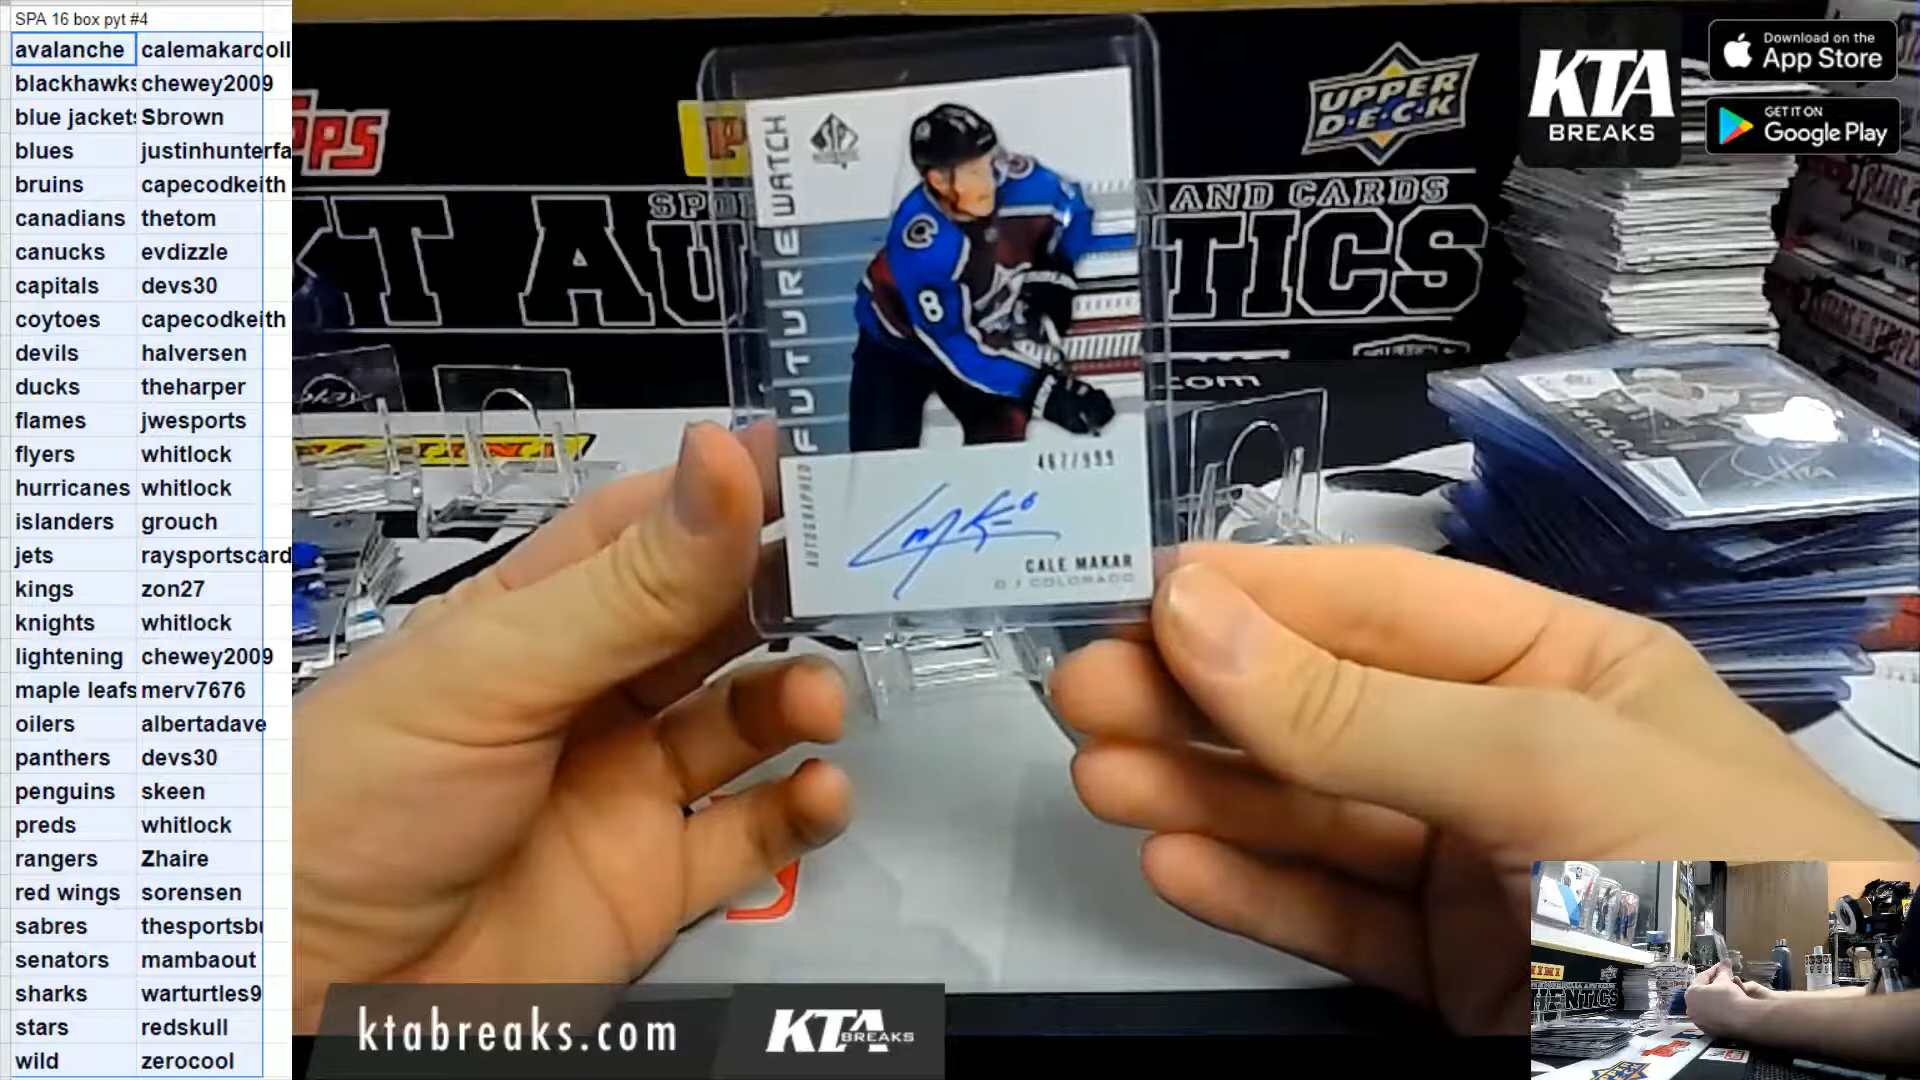 SPA 16 box pyt #4
avalanche calemakarcoll
blackhawks chewey2009
blue jackets Sbrown
blues justinhunterfa
bruins capecodkeith
canadians thetom
canucks evdizzle
capitals devs30
coytoes capecodkeith
devils halversen
ducks theharper
flames jwesports
flyers whitlock
hurricanes whitlock
islanders grouch
jets raysportscard
kings zon27
knights whitlock
lightening chewey2009
maple leafs merv7676
oilers albertadave
panthers devs30
penguins skeen
preds whitlock
rangers Zhaire
red wings sorensen
sabres thesportsbu
senators mambaout
sharks warturtles9
stars redskull
wild zerocool
FUTURE WATCH
AUTOGRAPHED
8
CALE MAKAR
D / COLORADO
UPPER DECK
AND CARDS
KT AU TICS
.com
KTA
BREAKS
Download on the
App Store
GET IT ON
Google Play
ktabreaks.com
KTA BREAKS